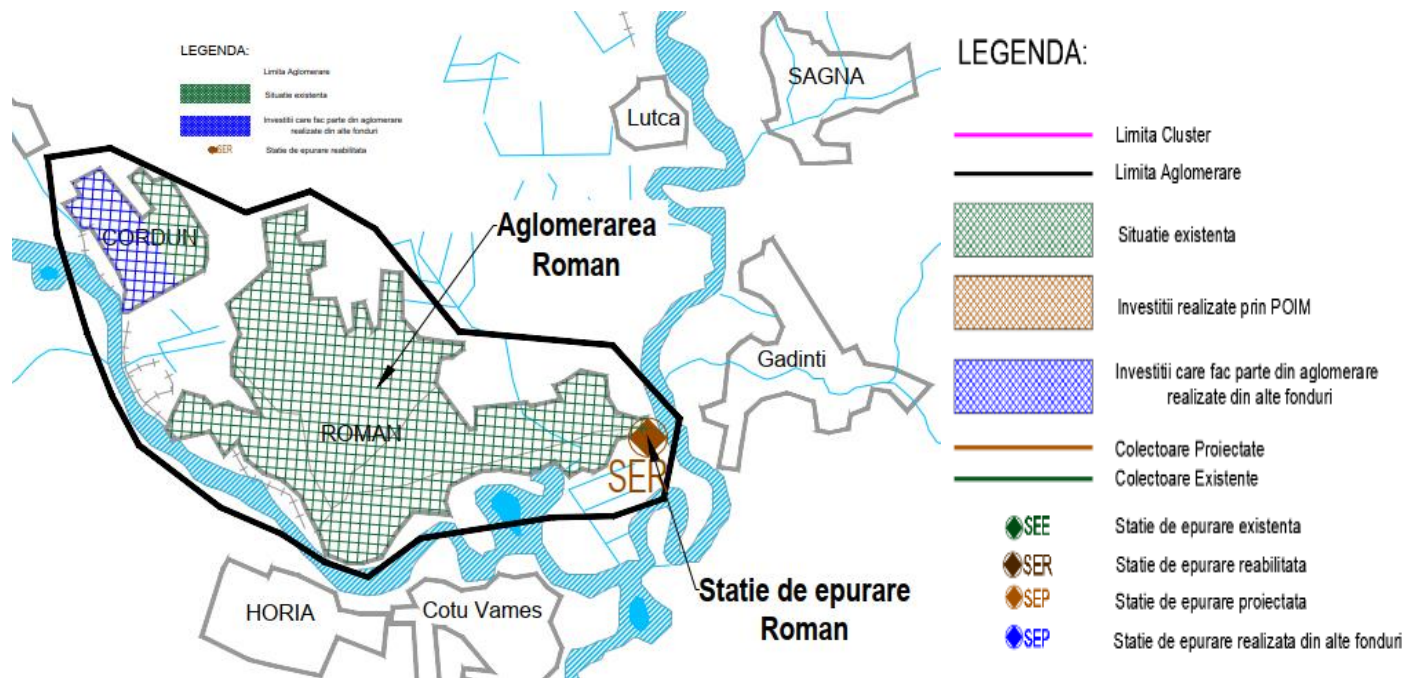 LEGENDA:
Limita Aglomerare
Situatie existenta
Investitii care fac parte din aglomerare
realizate din alte fonduri
SER
Statie de epurare reabilitata
SAGNA
Lutca
CORDUN
Aglomerarea
Roman
Gadinti
ROMAN
SER
Statie de epurare
Roman
HORIA
Cotu Vames
LEGENDA:
Limita Cluster
Limita Aglomerare
Situatie existenta
Investitii realizate prin POIM
Investitii care fac parte din aglomerare
realizate din alte fonduri
Colectoare Proiectate
Colectoare Existente
SEE
Statie de epurare existenta
SER
Statie de epurare reabilitata
SEP
Statie de epurare proiectata
SEP
Statie de epurare realizata din alte fonduri